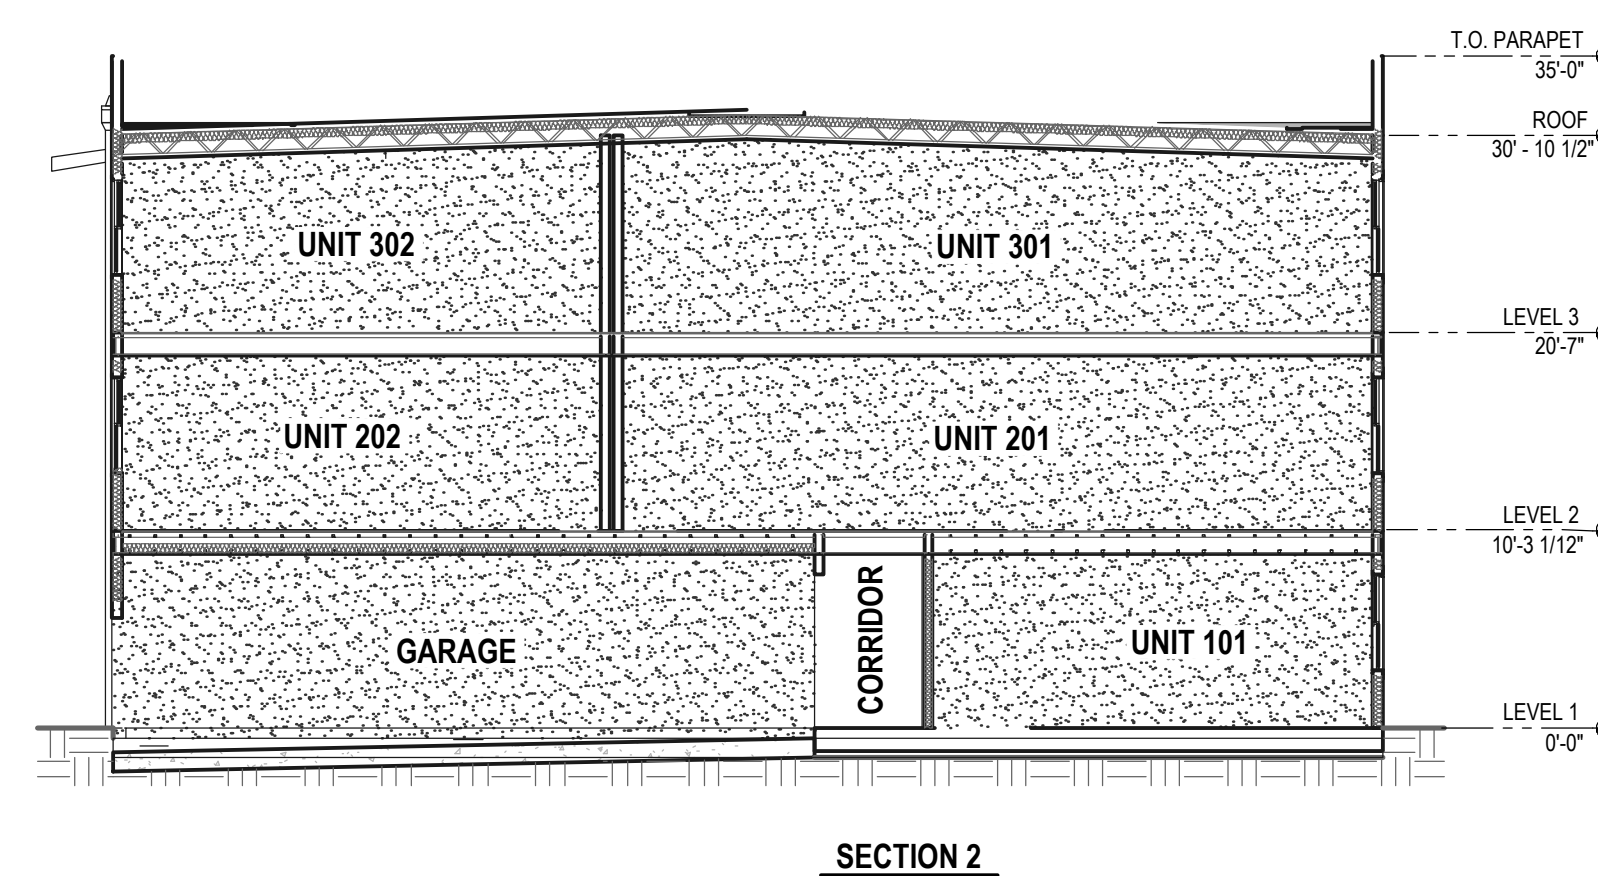 T.O. PARAPET
35'-0"
ROOF
30' - 10 1/2"
UNIT 302
UNIT 301
LEVEL 3
20'-7"
UNIT 202
UNIT 201
LEVEL 2
10'-3 1/12"
CORRIDOR
GARAGE
UNIT 101
LEVEL 1
0'-0"
SECTION 2